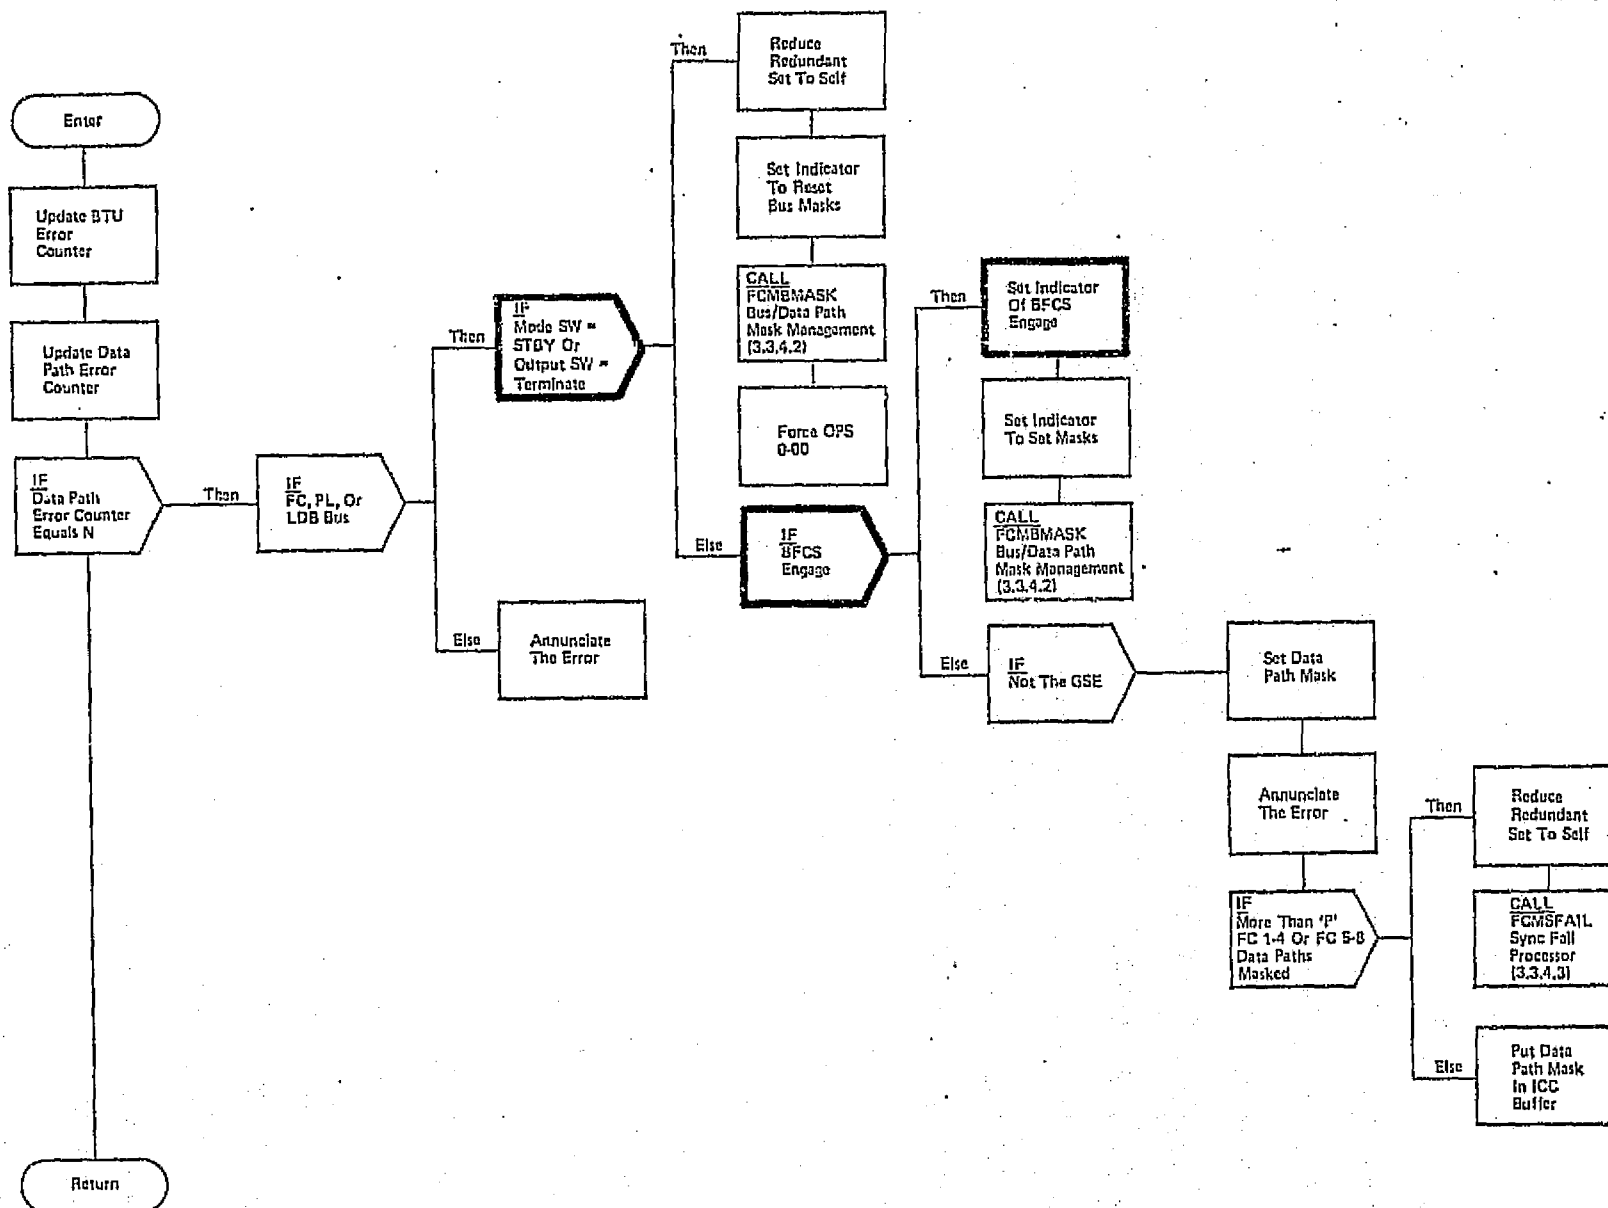 Enter
Update BTU
Error
Counter
Update Data
Path Error
Counter
IF
Data Path
Error Counter
Equals N
Then
IF
FC, PL, Or
LDB Bus
Then
IF
Mode SW =
STBY Or
Output SW =
Terminate
Else
Annunciate
The Error
Then
Reduce
Redundant
Set To Self
Set Indicator
To Reset
Bus Masks
CALL
FCMBMASK
Bus/Data Path
Mask Management
(3.3.4.2)
Force OPS
0-00
Else
IF
BFCS
Engage
Then
Set Indicator
Of BFCS
Engage
Set Indicator
To Set Masks
CALL
FCMBMASK
Bus/Data Path
Mask Management
(3.3.4.2)
Else
IF
Not The GSE
Set Data
Path Mask
Annunciate
The Error
IF
More Than 'P'
FC 1-4 Or FC 5-8
Data Paths
Masked
Then
Reduce
Redundant
Set To Self
CALL
FCMSFAIL
Sync Fail
Processor
(3.3.4.3)
Else
Put Data
Path Mask
In ICC
Buffer
Return